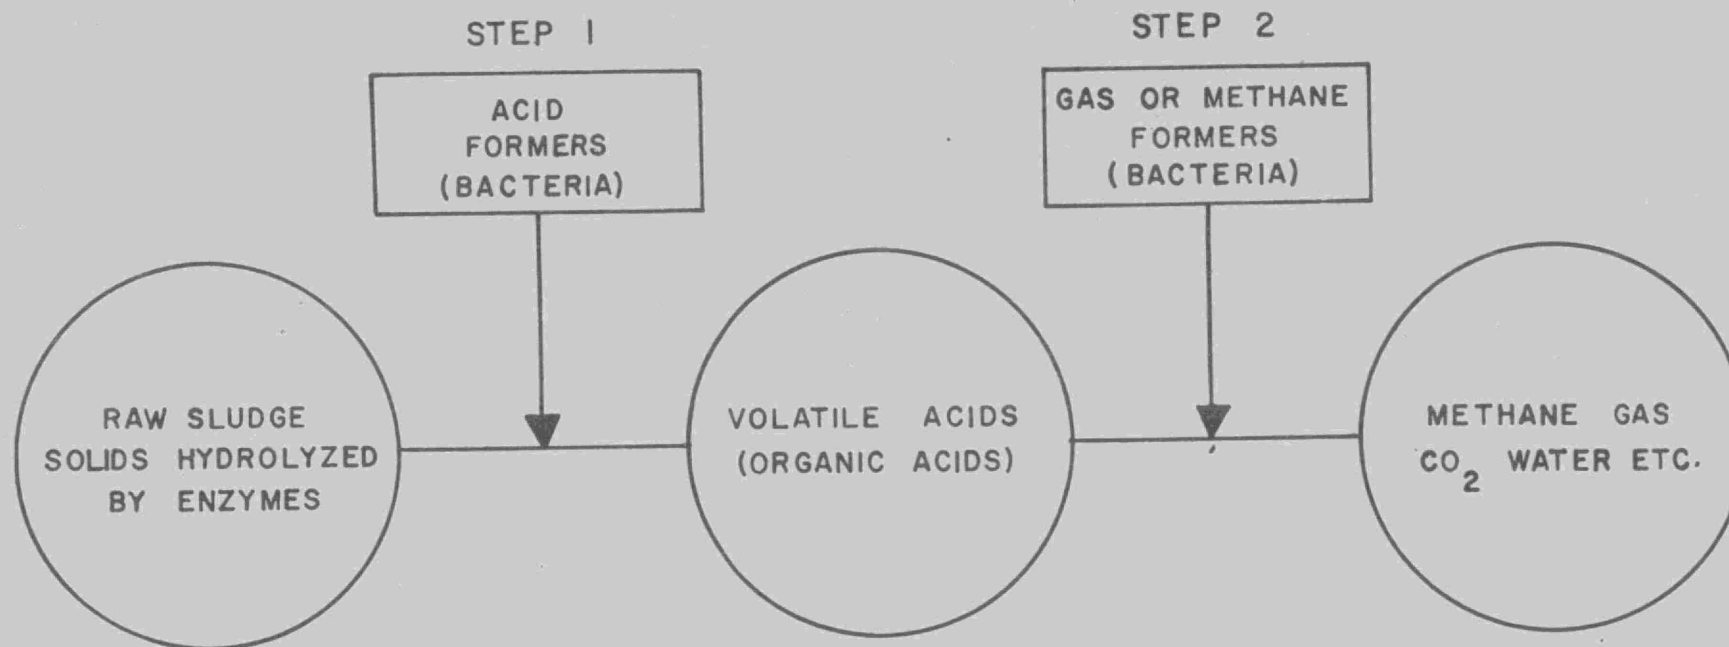 STEP 1
ACID
FORMERS
(BACTERIA)
STEP 2
GAS OR METHANE
FORMERS
(BACTERIA)
RAW SLUDGE
SOLIDS HYDROLYZED
BY ENZYMES
VOLATILE ACIDS
(ORGANIC ACIDS)
METHANE GAS
CO₂ WATER ETC.